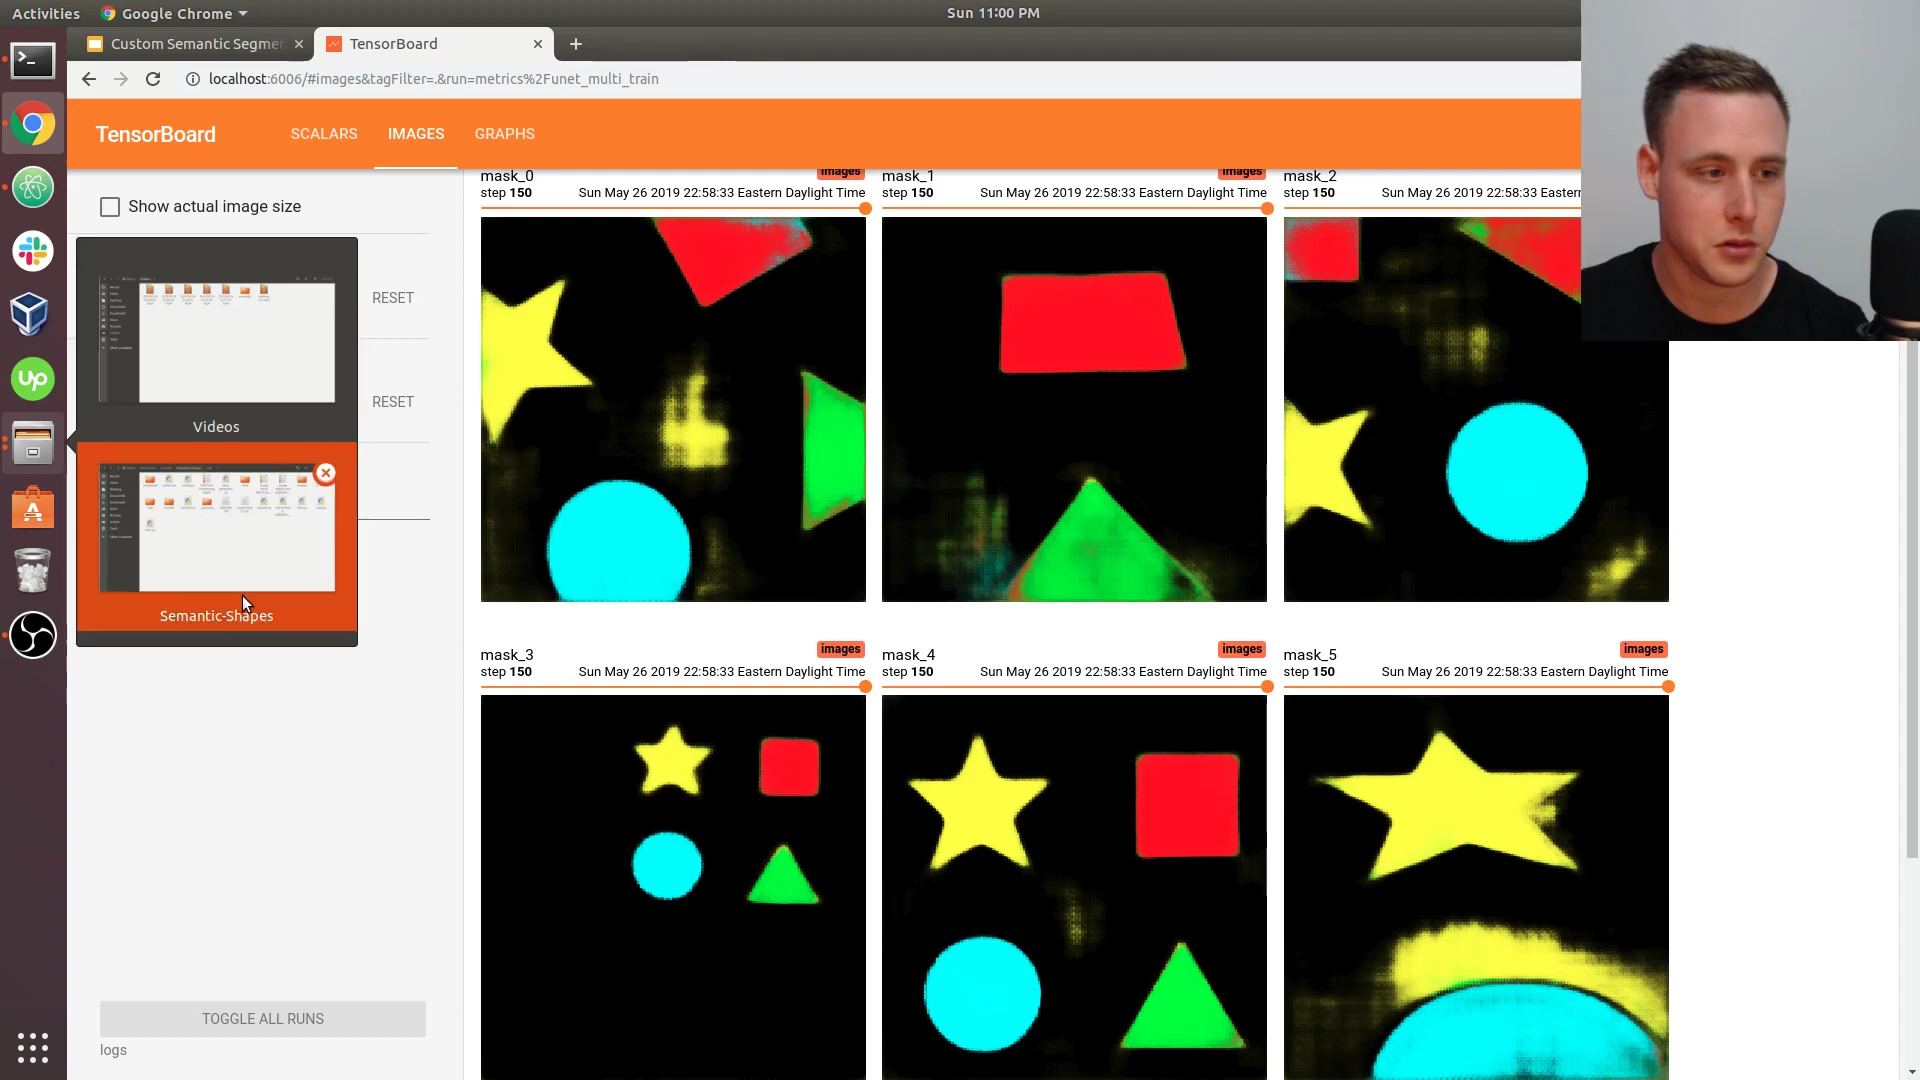 Activities
Google Chrome
Sun 11:00 PM
Custom Semantic Segmen
TensorBoard
localhost:6006/#images&tagFilter=.&run=metrics%2Funet_multi_train
TensorBoard
SCALARS
IMAGES
GRAPHS
Show actual image size
RESET
RESET
Videos
Semantic-Shapes
TOGGLE ALL RUNS
logs
mask_0
images
step 150
Sun May 26 2019 22:58:33 Eastern Daylight Time
mask_1
images
step 150
Sun May 26 2019 22:58:33 Eastern Daylight Time
mask_2
step 150
Sun May 26 2019 22:58:33 Eastern
mask_3
images
step 150
Sun May 26 2019 22:58:33 Eastern Daylight Time
mask_4
images
step 150
Sun May 26 2019 22:58:33 Eastern Daylight Time
mask_5
images
step 150
Sun May 26 2019 22:58:33 Eastern Daylight Time
Up